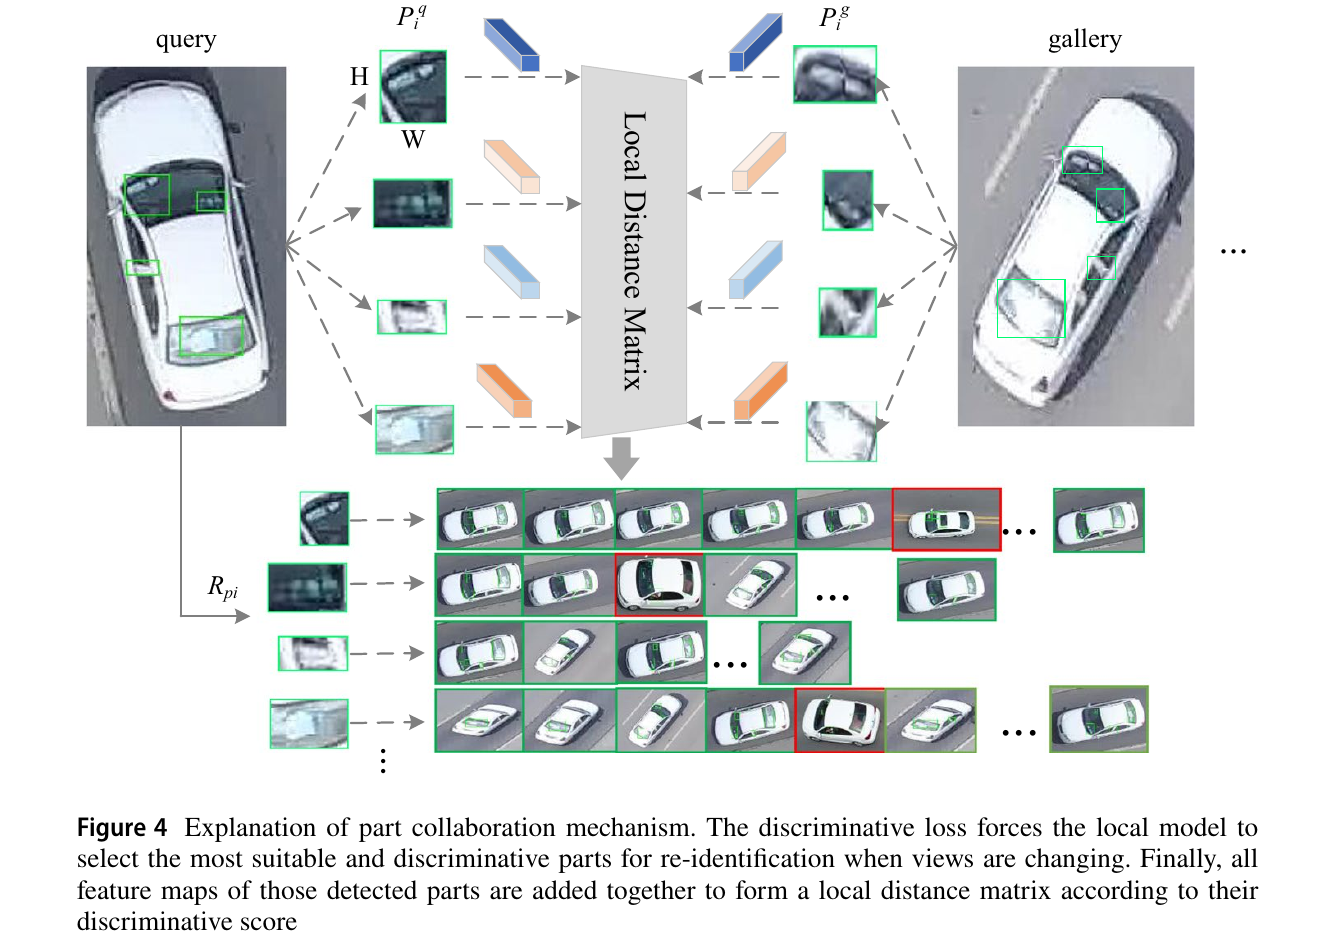 query
P_i^q
P_i^g
gallery
H
W
Local Distance Matrix
...
R_{pi}
...
...
...
...
⋮
Figure 4 Explanation of part collaboration mechanism. The discriminative loss forces the local model to
select the most suitable and discriminative parts for re-identification when views are changing. Finally, all
feature maps of those detected parts are added together to form a local distance matrix according to their
discriminative score